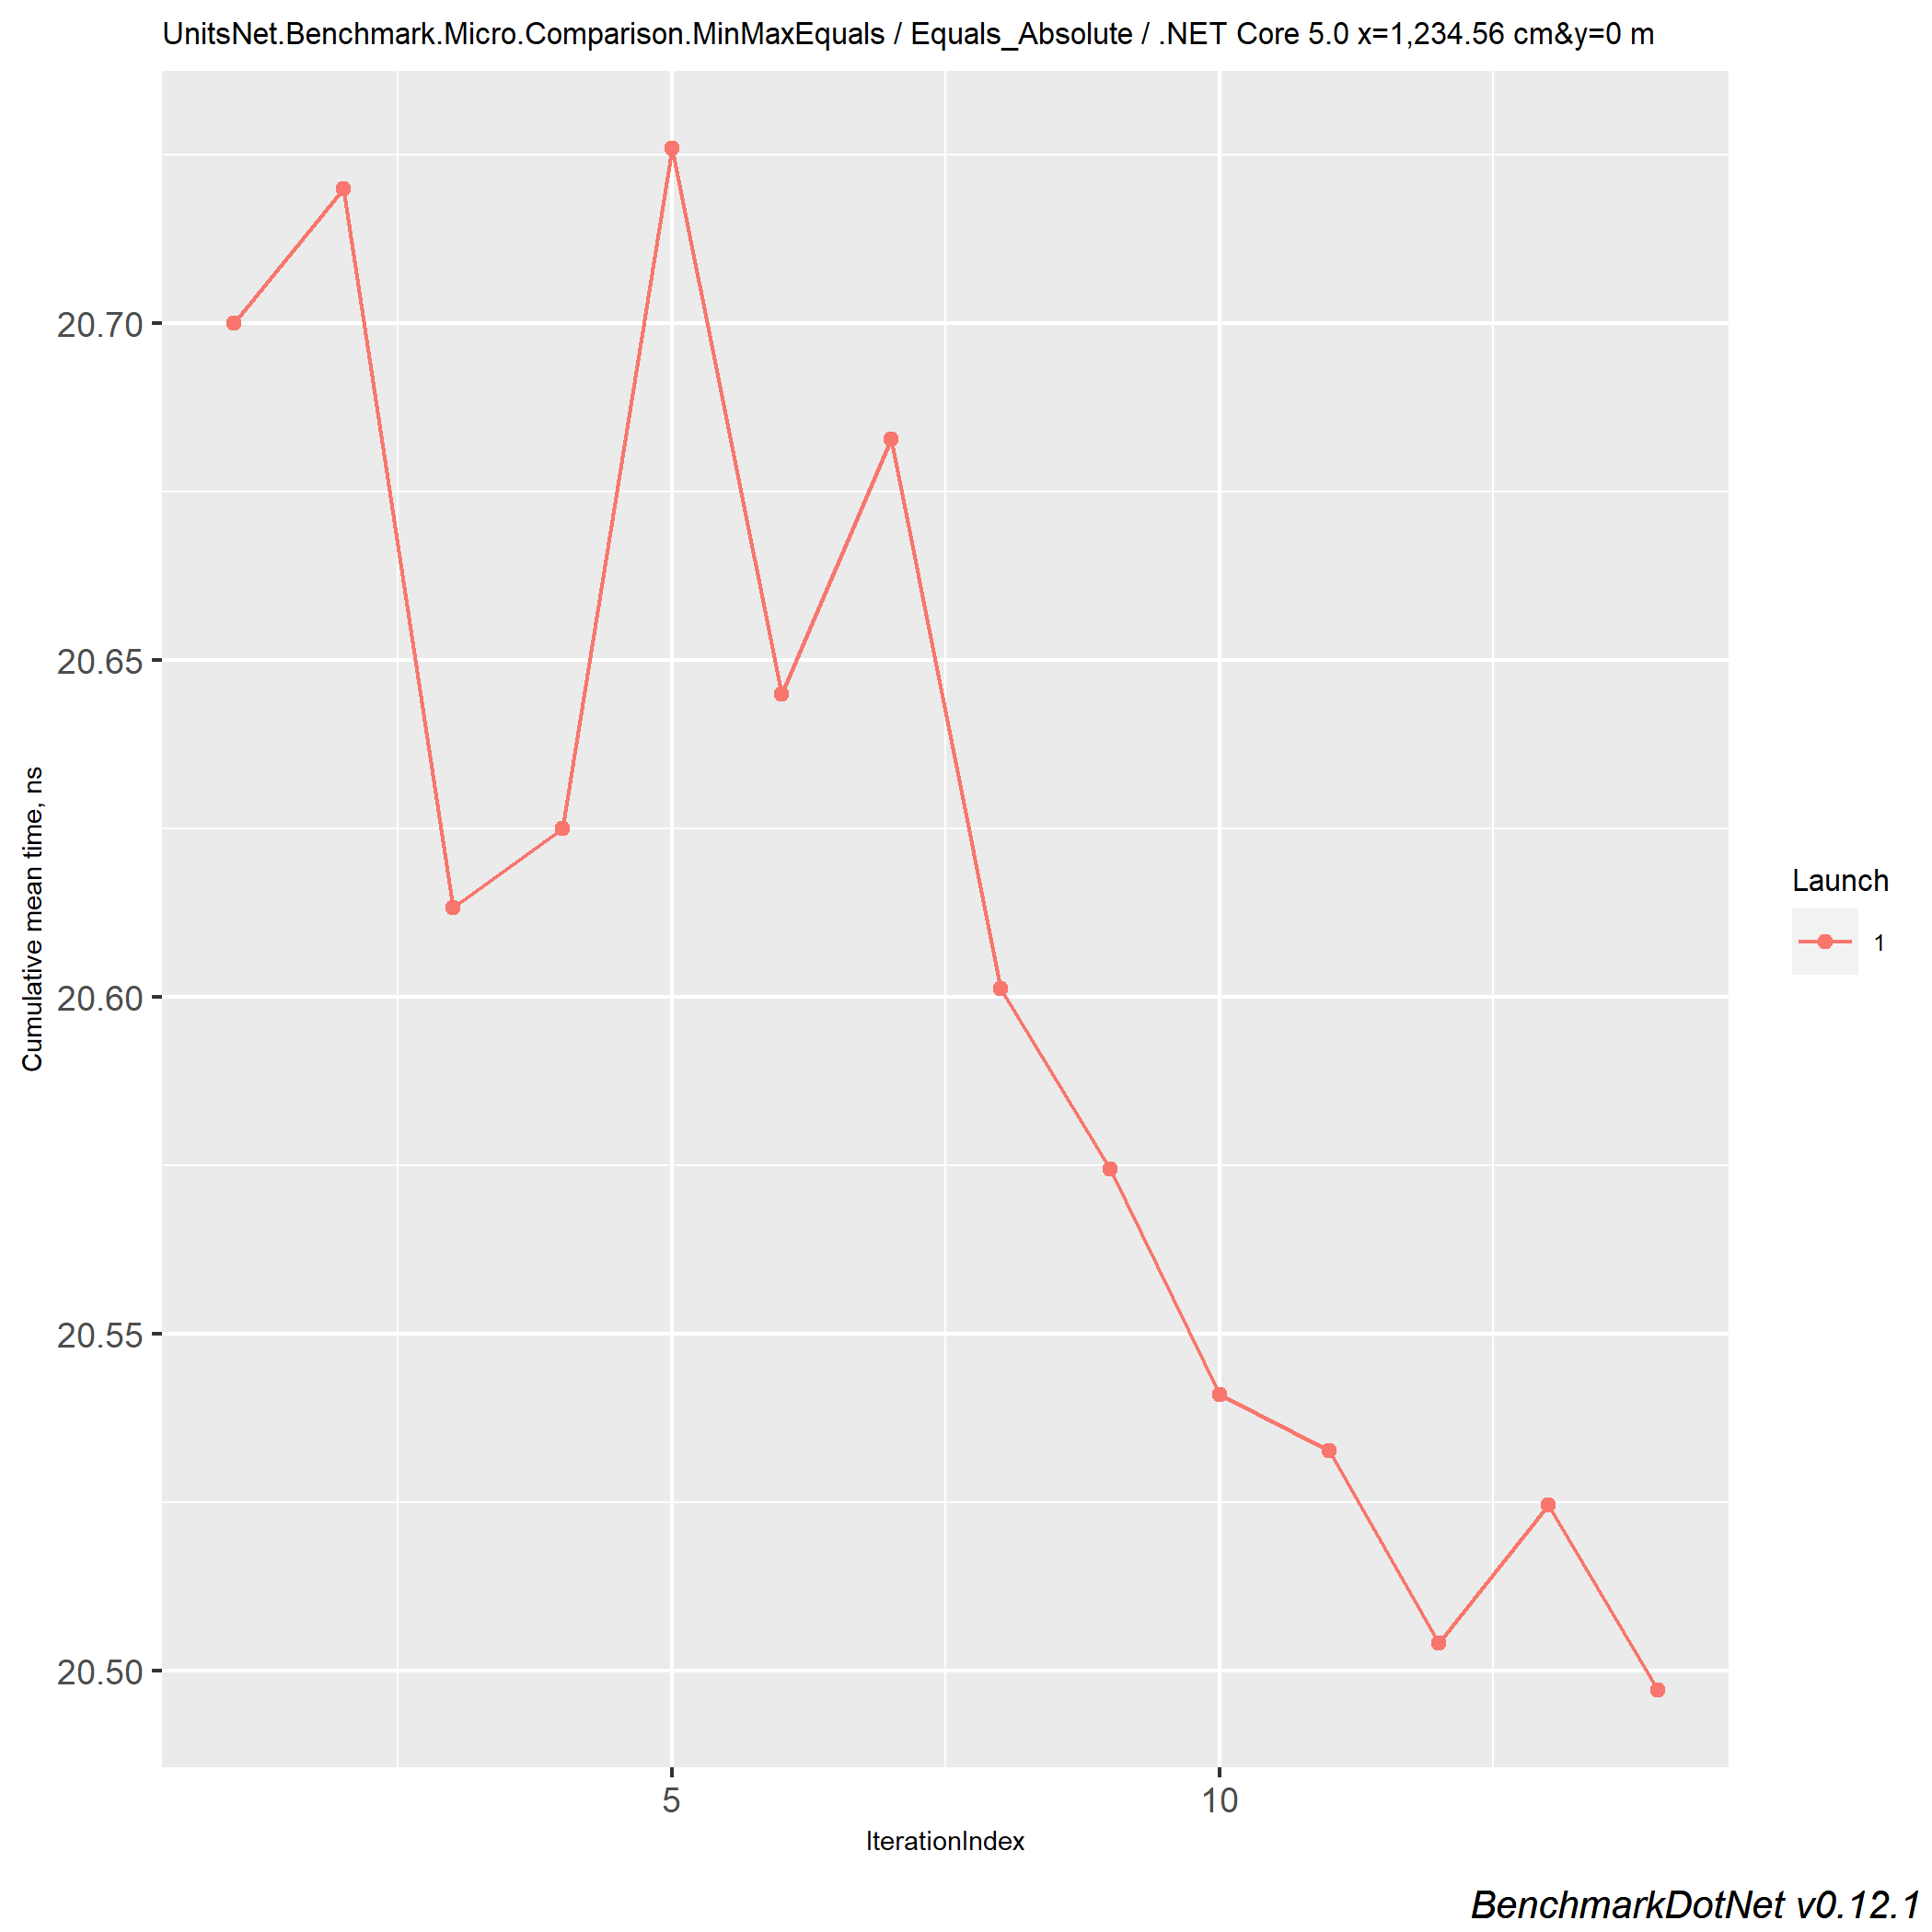 UnitsNet.Benchmark.Micro.Comparison.MinMaxEquals / Equals_Absolute / .NET Core 5.0 x=1,234.56 cm&y=0 m
Cumulative mean time, ns
20.70
20.65
20.60
20.55
20.50
5
10
IterationIndex
Launch
1
BenchmarkDotNet v0.12.1